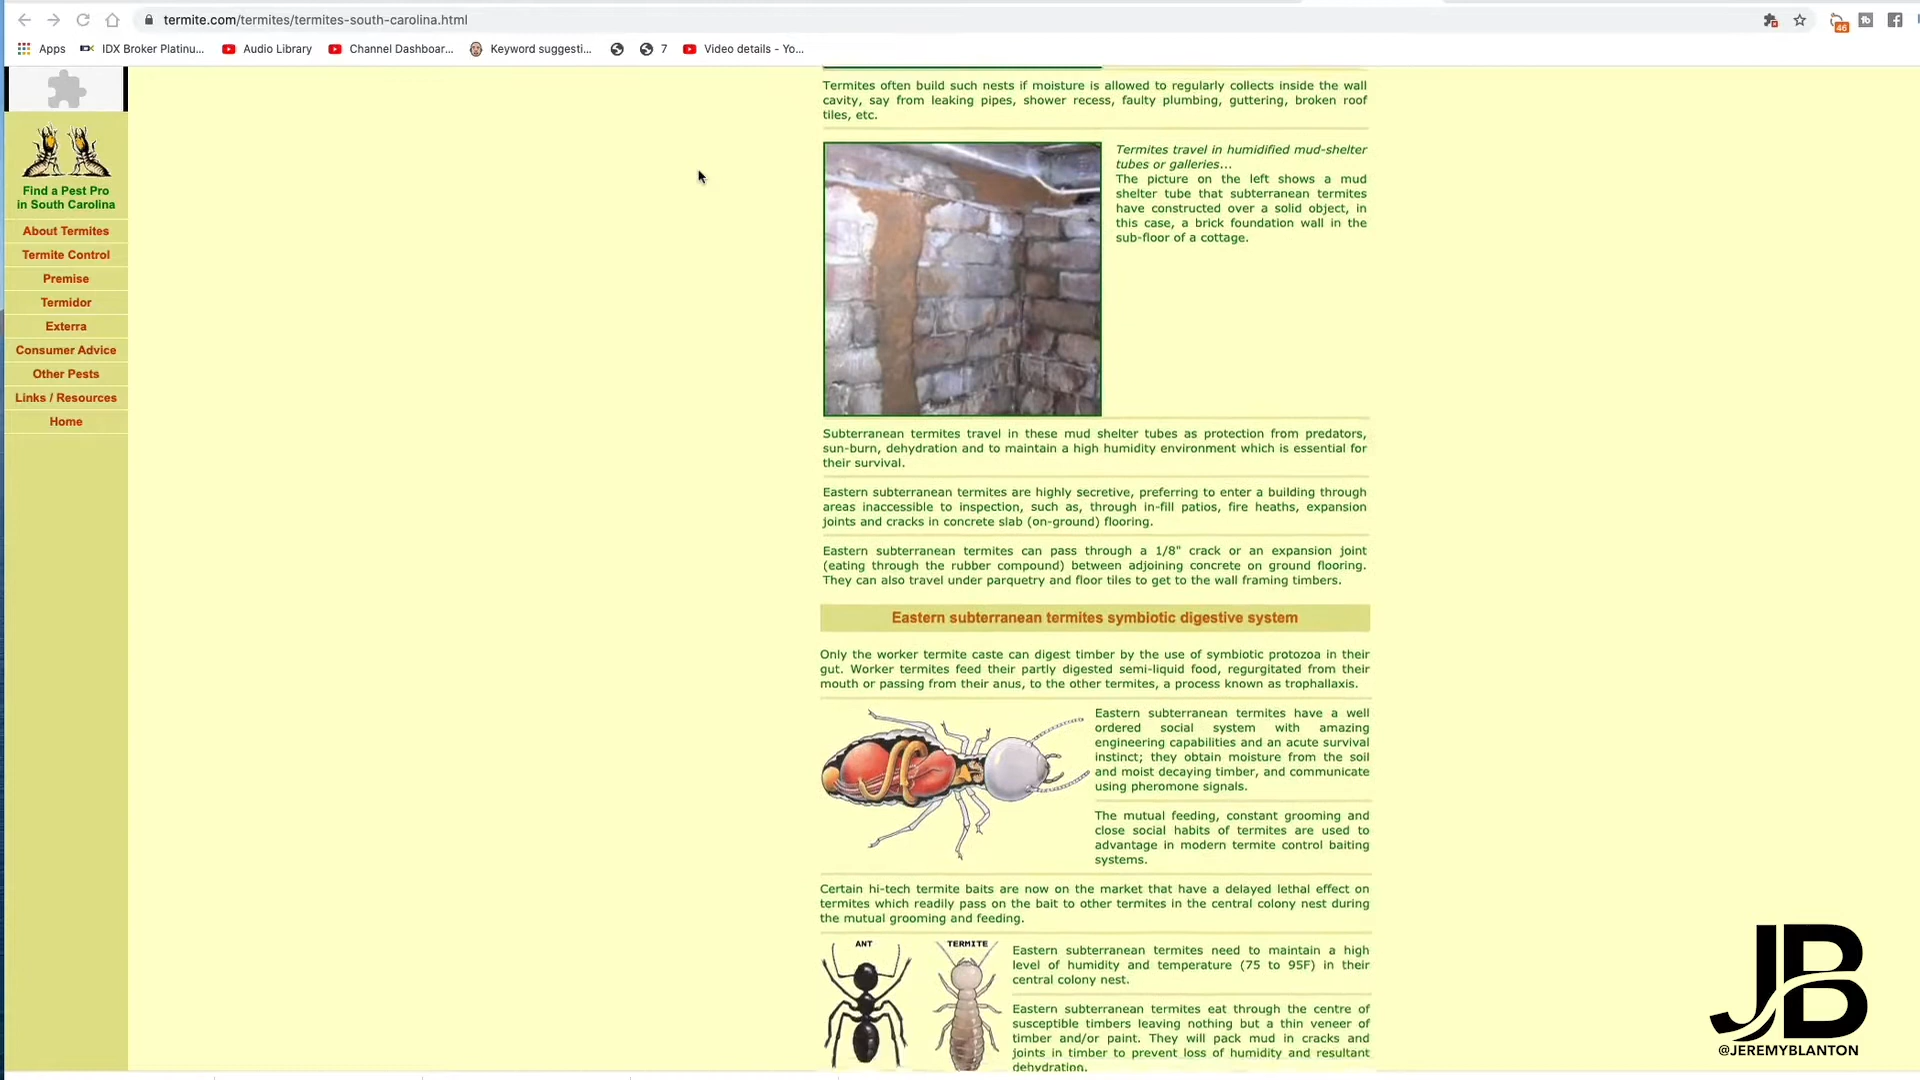 termite.com/termites/termites-south-carolina.html
46
Apps
IDX Broker Platinu...
Audio Library
Channel Dashboar...
Keyword suggesti...
7
Video details - Yo...
Find a Pest Pro
in South Carolina
About Termites
Termite Control
Premise
Termidor
Exterra
Consumer Advice
Other Pests
Links / Resources
Home
Termites often build such nests if moisture is allowed to regularly collects inside the wall
cavity, say from leaking pipes, shower recess, faulty plumbing, guttering, broken roof
tiles, etc.
Termites travel in humidified mud-shelter
tubes or galleries...
The picture on the left shows a mud
shelter tube that subterranean termites
have constructed over a solid object, in
this case, a brick foundation wall in the
sub-floor of a cottage.
Subterranean termites travel in these mud shelter tubes as protection from predators,
sun-burn, dehydration and to maintain a high humidity environment which is essential for
their survival.
Eastern subterranean termites are highly secretive, preferring to enter a building through
areas inaccessible to inspection, such as, through in-fill patios, fire heaths, expansion
joints and cracks in concrete slab (on-ground) flooring.
Eastern subterranean termites can pass through a 1/8" crack or an expansion joint
(eating through the rubber compound) between adjoining concrete on ground flooring.
They can also travel under parquetry and floor tiles to get to the wall framing timbers.
Eastern subterranean termites symbiotic digestive system
Only the worker termite caste can digest timber by the use of symbiotic protozoa in their
gut. Worker termites feed their partly digested semi-liquid food, regurgitated from their
mouth or passing from their anus, to the other termites, a process known as trophallaxis.
Eastern subterranean termites have a well
ordered social system with amazing
engineering capabilities and an acute survival
instinct; they obtain moisture from the soil
and moist decaying timber, and communicate
using pheromone signals.
The mutual feeding, constant grooming and
close social habits of termites are used to
advantage in modern termite control baiting
systems.
Certain hi-tech termite baits are now on the market that have a delayed lethal effect on
termites which readily pass on the bait to other termites in the central colony nest during
the mutual grooming and feeding.
ANT
TERMITE
Eastern subterranean termites need to maintain a high
level of humidity and temperature (75 to 95F) in their
central colony nest.
Eastern subterranean termites eat through the centre of
susceptible timbers leaving nothing but a thin veneer of
timber and/or paint. They will pack mud in cracks and
joints in timber to prevent loss of humidity and resultant
dehydration.
JB
@JEREMYBLANTON